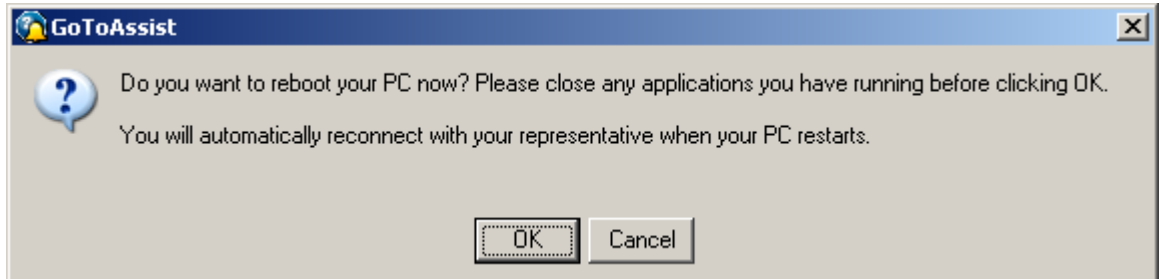 GoToAssist
Do you want to reboot your PC now? Please close any applications you have running before clicking OK.
You will automatically reconnect with your representative when your PC restarts.
OK
Cancel